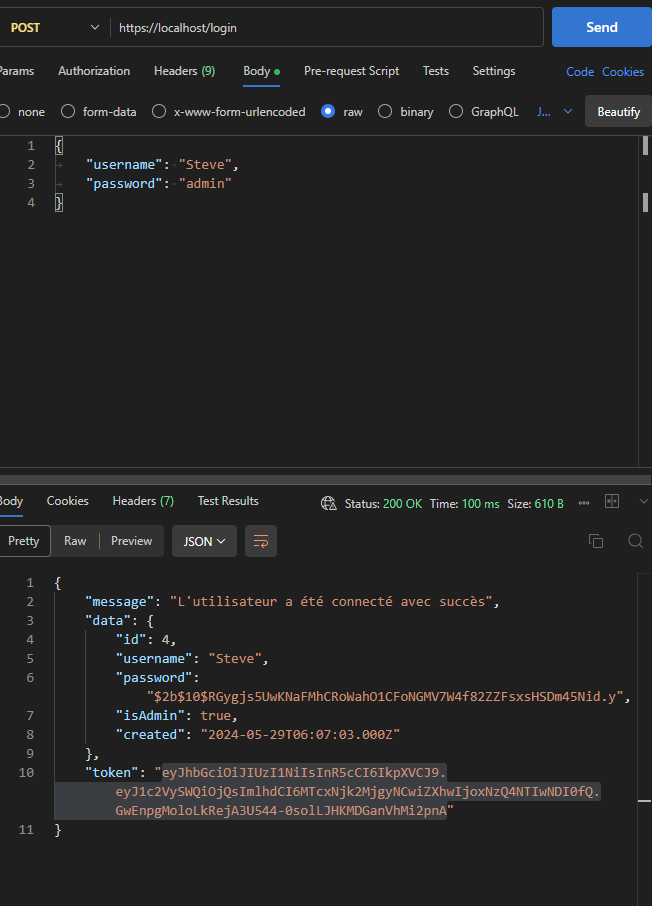 POST https://localhost/login Send
Params Authorization Headers (9) Body Pre-request Script Tests Settings Code Cookies
none form-data x-www-form-urlencoded raw binary GraphQL J... Beautify
1 {
2 "username": "Steve",
3 "password": "admin"
4 }
Body Cookies Headers (7) Test Results Status: 200 OK Time: 100 ms Size: 610 B
Pretty Raw Preview JSON
1 {
2 "message": "L'utilisateur a été connecté avec succès",
3 "data": {
4 "id": 4,
5 "username": "Steve",
6 "password":
"$2b$10$RGygjs5UwKNaFMhCRoWahO1CFoNGMV7W4f82ZZFsxsHSDm45Nid.y",
7 "isAdmin": true,
8 "created": "2024-05-29T06:07:03.000Z"
9 },
10 "token": "eyJhbGciOiJIUzI1NiIsInR5cCI6IkpXVCJ9.
eyJ1c2VySWQiOjQsImlhdCI6MTcxNjk2MjgyNCwiZXhwIjoxNzQ4NTIwNDI0fQ.
GwEnpgMoloLkRejA3U544-0solLJHKMDGanVhMi2pnA"
11 }